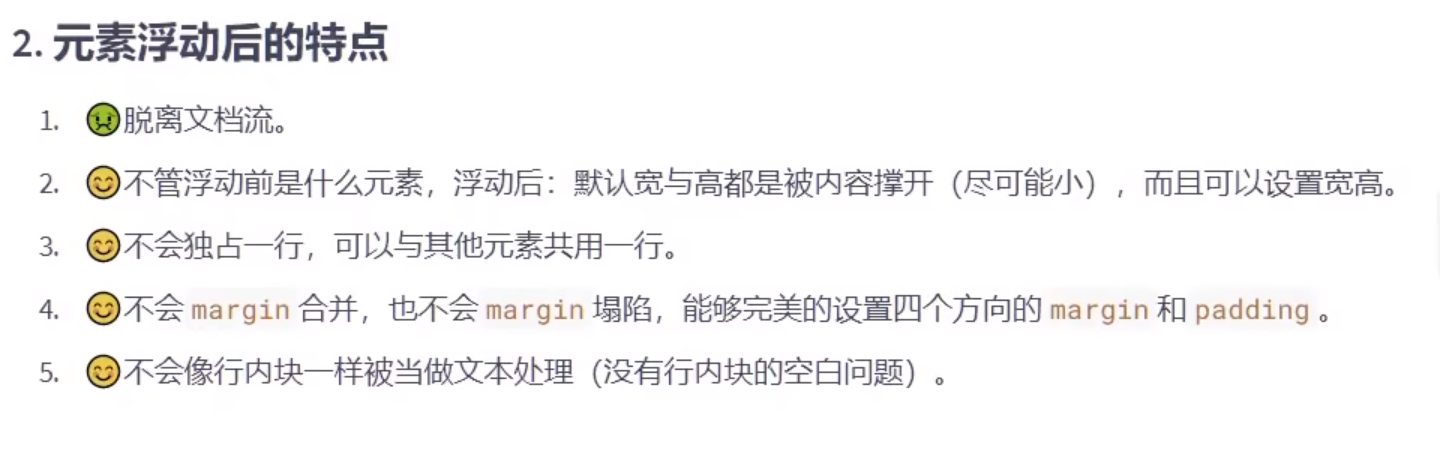 2. 元素浮动后的特点
1. 🤢脱离文档流。
2. 😊不管浮动前是什么元素，浮动后：默认宽与高都是被内容撑开（尽可能小），而且可以设置宽高。
3. 😊不会独占一行，可以与其他元素共用一行。
4. 😊不会 margin 合并，也不会 margin 塌陷，能够完美的设置四个方向的 margin 和 padding 。
5. 😊不会像行内块一样被当做文本处理（没有行内块的空白问题）。